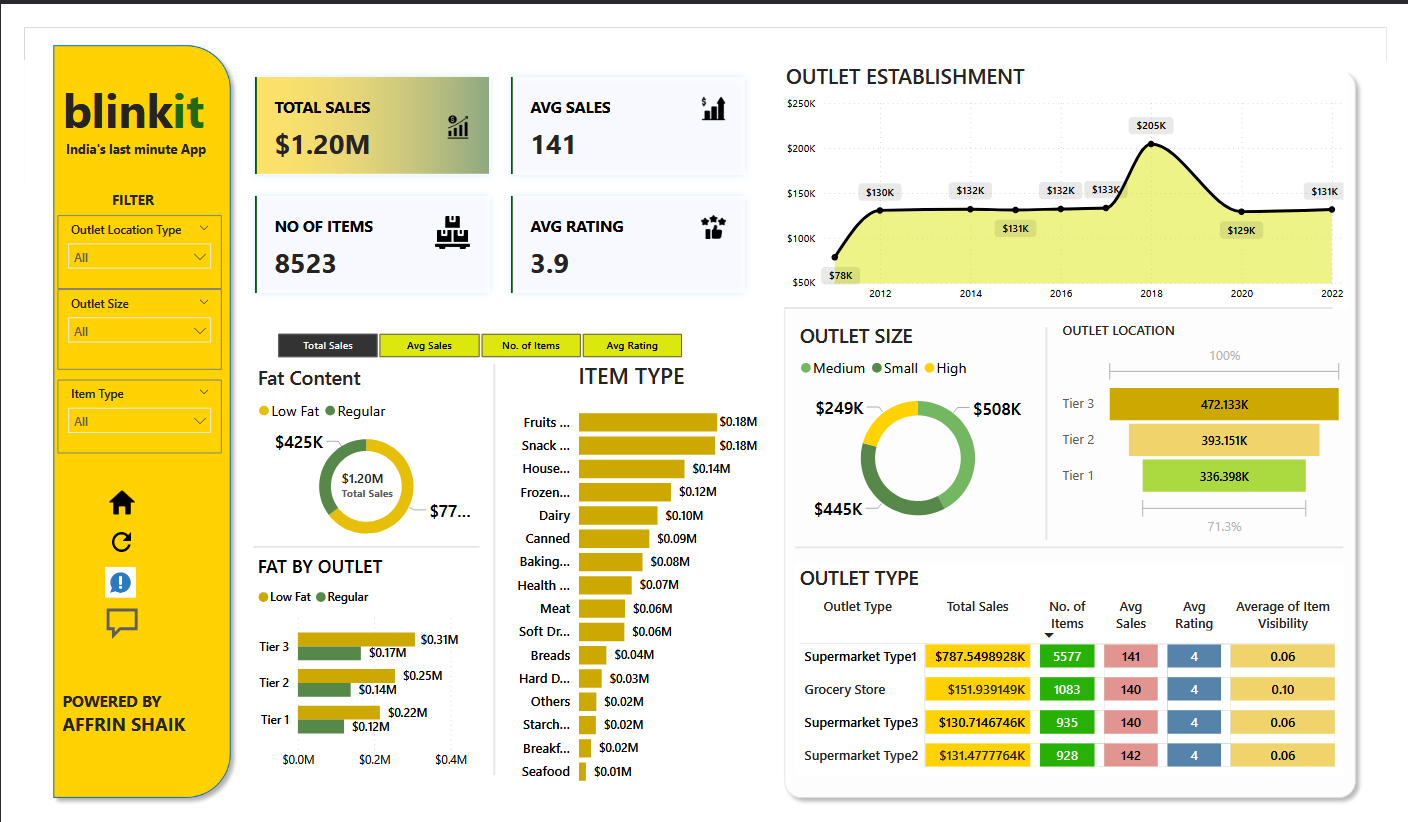 blinkit
India's last minute App
FILTER
Outlet Location Type
All
Outlet Size
All
Item Type
All
POWERED BY
AFFRIN SHAIK
TOTAL SALES
$1.20M
AVG SALES
141
NO OF ITEMS
8523
AVG RATING
3.9
Total Sales
Avg Sales
No. of Items
Avg Rating
Fat Content
Low Fat Regular
$425K
$1.20M
Total Sales
$77...
FAT BY OUTLET
Low Fat Regular
Tier 3 $0.31M
$0.17M
Tier 2 $0.25M
$0.14M
Tier 1 $0.22M
$0.12M
$0.0M $0.2M $0.4M
ITEM TYPE
Fruits ... $0.18M
Snack ... $0.18M
House... $0.14M
Frozen... $0.12M
Dairy $0.10M
Canned $0.09M
Baking... $0.08M
Health ... $0.07M
Meat $0.06M
Soft Dr... $0.06M
Breads $0.04M
Hard D... $0.03M
Others $0.02M
Starch... $0.02M
Breakf... $0.02M
Seafood $0.01M
OUTLET ESTABLISHMENT
$250K
$200K
$150K
$100K
$50K
$78K
$130K
$132K
$131K
$132K
$133K
$205K
$129K
$131K
2012 2014 2016 2018 2020 2022
OUTLET SIZE
Medium Small High
$249K
$508K
$445K
OUTLET LOCATION
100%
Tier 3 472.133K
Tier 2 393.151K
Tier 1 336.398K
71.3%
OUTLET TYPE
Outlet Type Total Sales No. of Items Avg Sales Avg Rating Average of Item Visibility
Supermarket Type1 $787.5498928K 5577 141 4 0.06
Grocery Store $151.939149K 1083 140 4 0.10
Supermarket Type3 $130.7146746K 935 140 4 0.06
Supermarket Type2 $131.4777764K 928 142 4 0.06